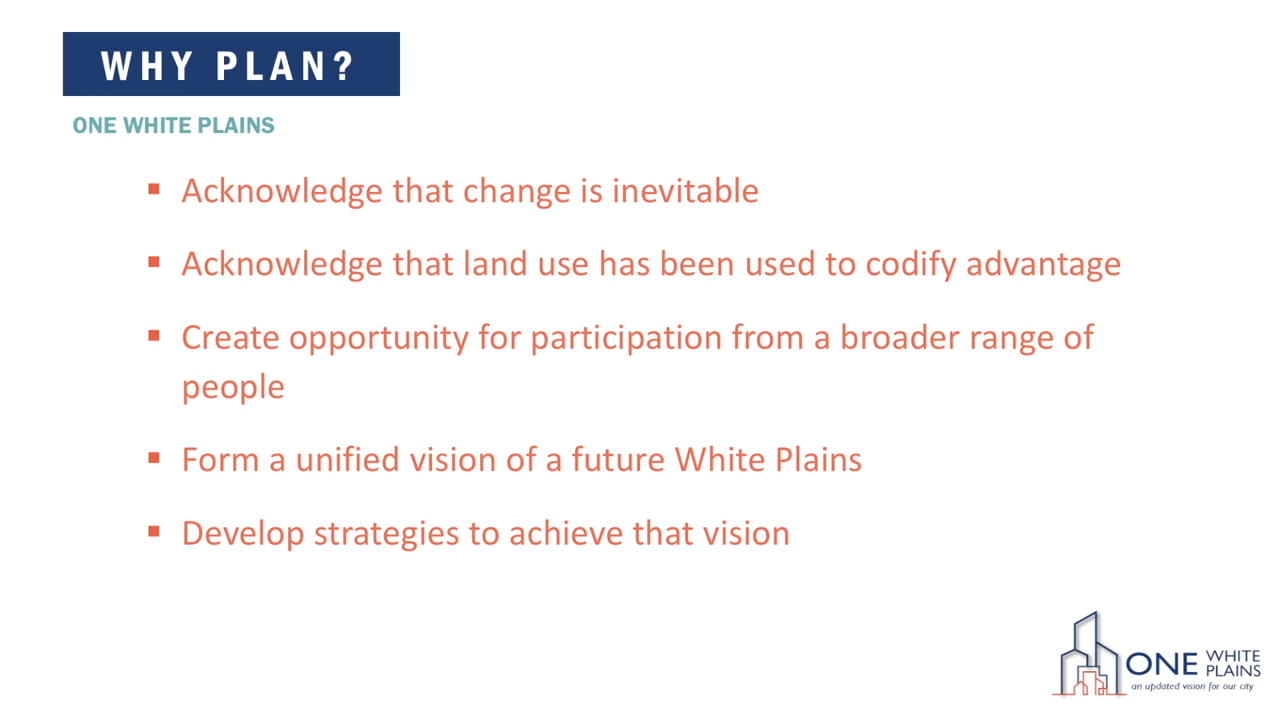 WHY PLAN?
ONE WHITE PLAINS
▪ Acknowledge that change is inevitable
▪ Acknowledge that land use has been used to codify advantage
▪ Create opportunity for participation from a broader range of
people
▪ Form a unified vision of a future White Plains
▪ Develop strategies to achieve that vision
ONE WHITE
PLAINS
an updated vision for our city